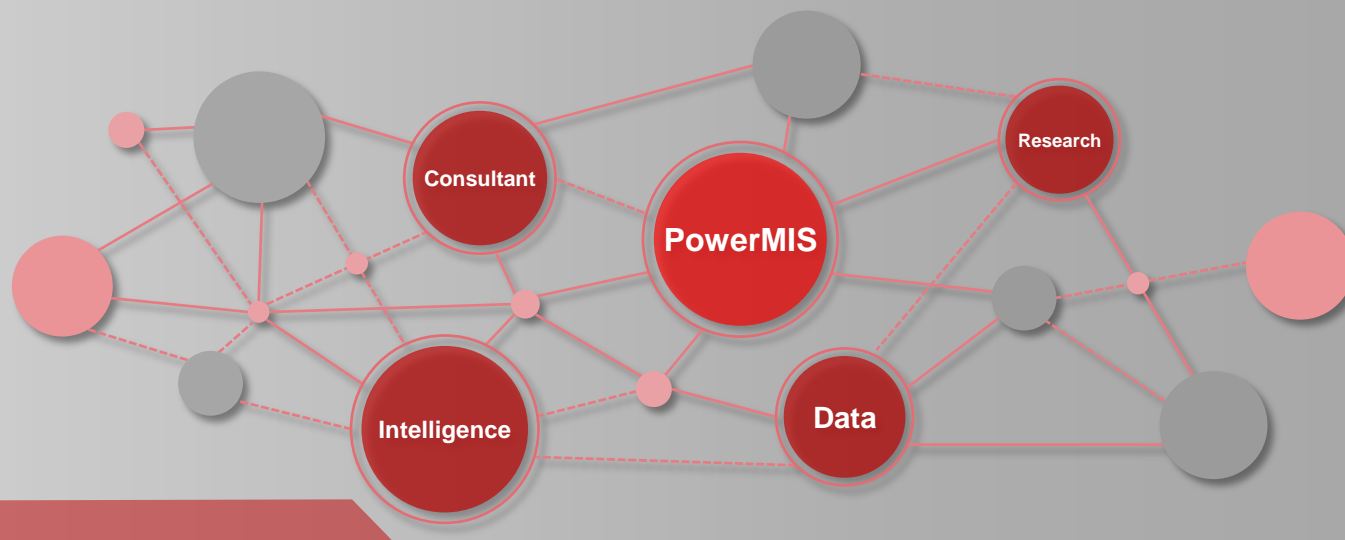 Research
Consultant
PowerMIS
Data
Intelligence